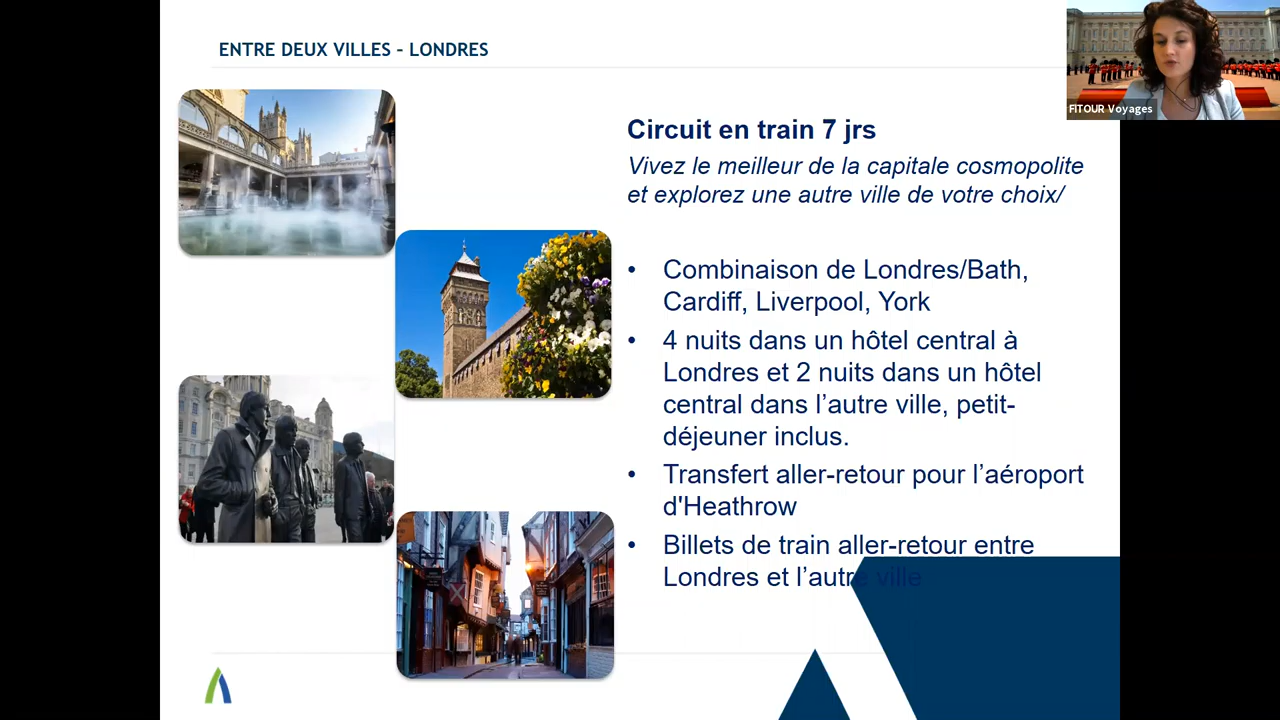 ENTRE DEUX VILLES - LONDRES
FITOUR Voyages
Circuit en train 7 jrs
Vivez le meilleur de la capitale cosmopolite
et explorez une autre ville de votre choix/
• Combinaison de Londres/Bath,
Cardiff, Liverpool, York
• 4 nuits dans un hôtel central à
Londres et 2 nuits dans un hôtel
central dans l’autre ville, petit-
déjeuner inclus.
• Transfert aller-retour pour l’aéroport
d'Heathrow
• Billets de train aller-retour entre
Londres et l’autre ville